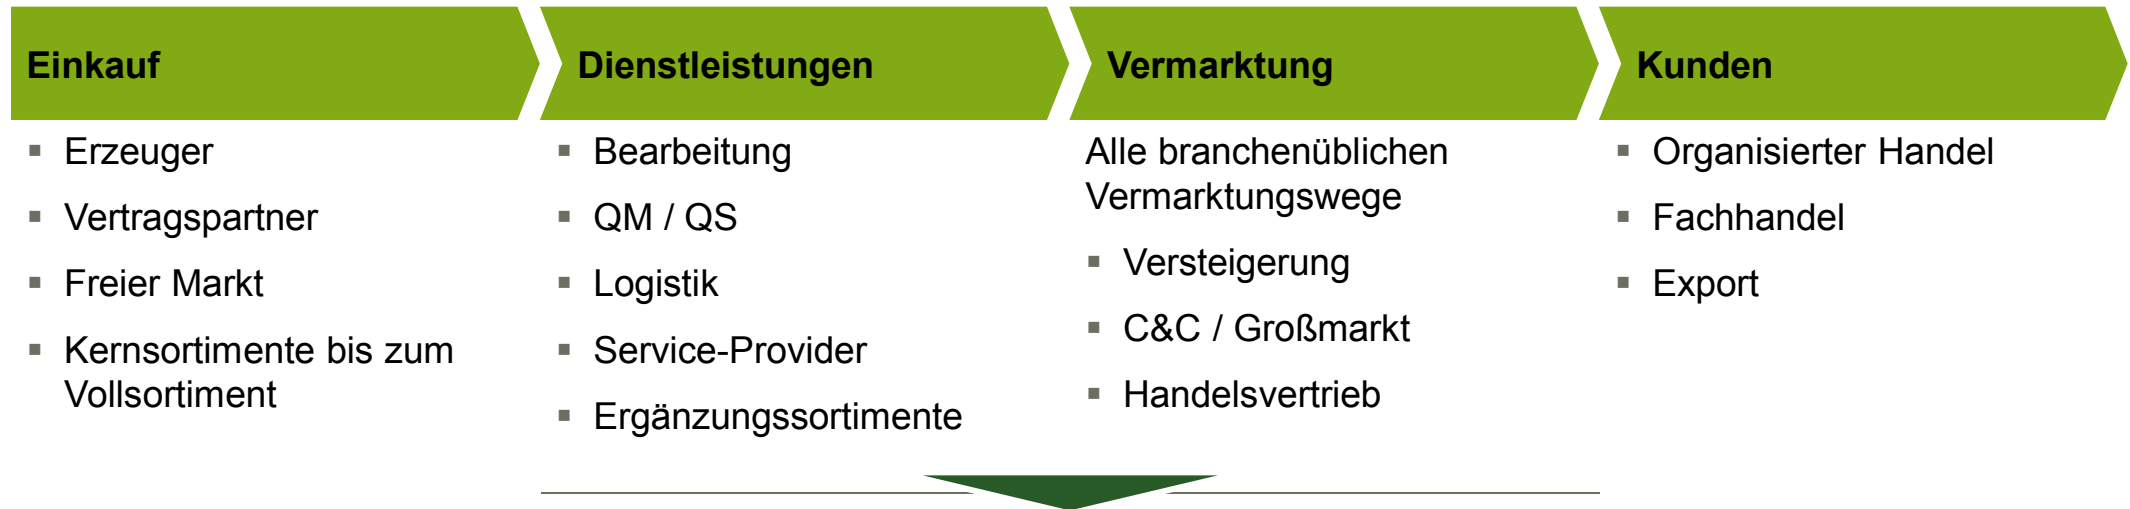 Einkauf
Erzeuger
Vertragspartner
Freier Markt
Kernsortimente bis zum
Vollsortiment
Dienstleistungen
Bearbeitung
QM / QS
Logistik
Service-Provider
Ergänzungssortimente
Vermarktung
Alle branchenüblichen
Vermarktungswege
Versteigerung
C&C / Großmarkt
Handelsvertrieb
Kunden
Organisierter Handel
Fachhandel
Export